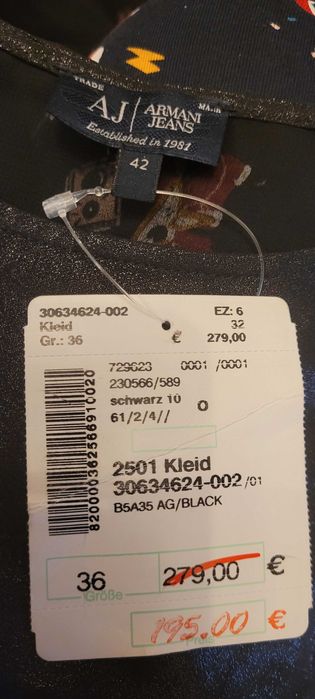 TRADE MARK
AJ ARMANI
JEANS
Established in 1981
42
30634624-002 EZ: 6
Kleid 32
Gr.: 36 € 279,00
729623 0001 /0001
230566/589
schwarz 10 0
61/2/4//
2501 Kleid
30634624-002/01
B5A35 AG/BLACK
820000362566910020
36 279,00 €
Größe
195.00 €
Preis